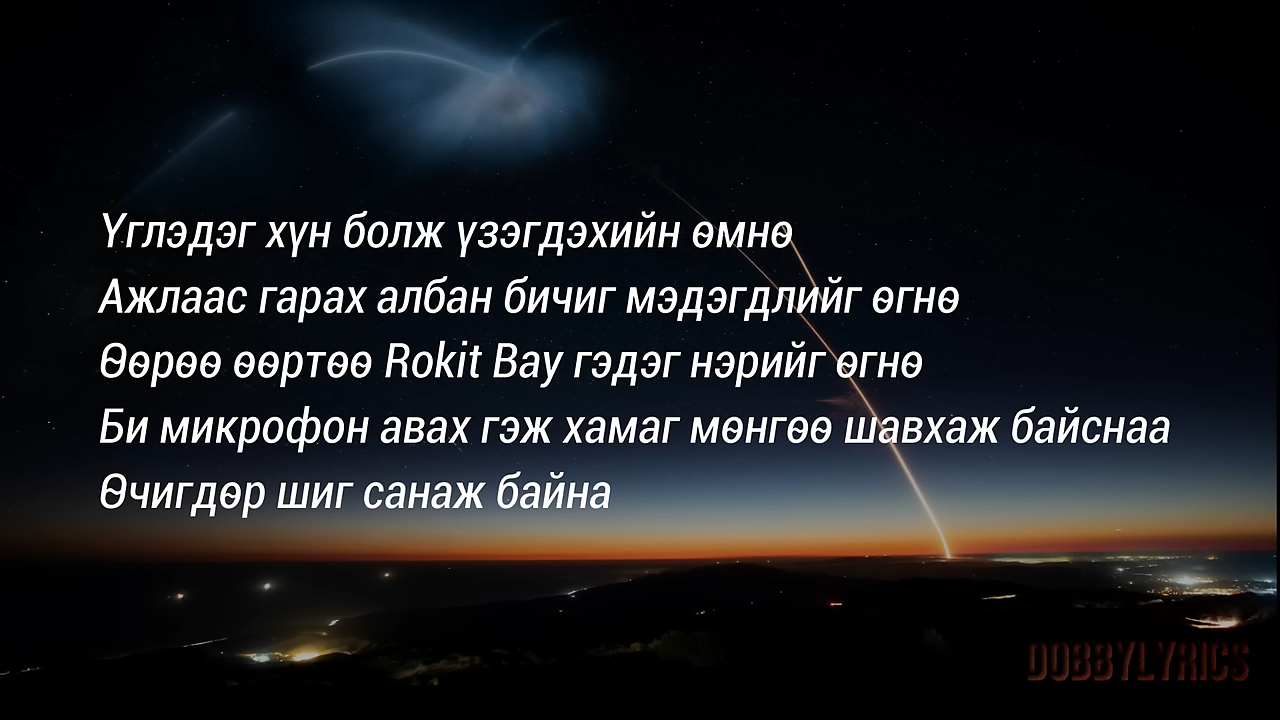 Үглэдэг хүн болж үзэгдэхийн өмнө
Ажлаас гарах албан бичиг мэдэгдлийг өгнө
Өөрөө өөртөө Rokit Bay гэдэг нэрийг өгнө
Би микрофон авах гэж хамаг мөнгөө шавхаж байснаа
Өчигдөр шиг санаж байна
DOBBYLYRICS